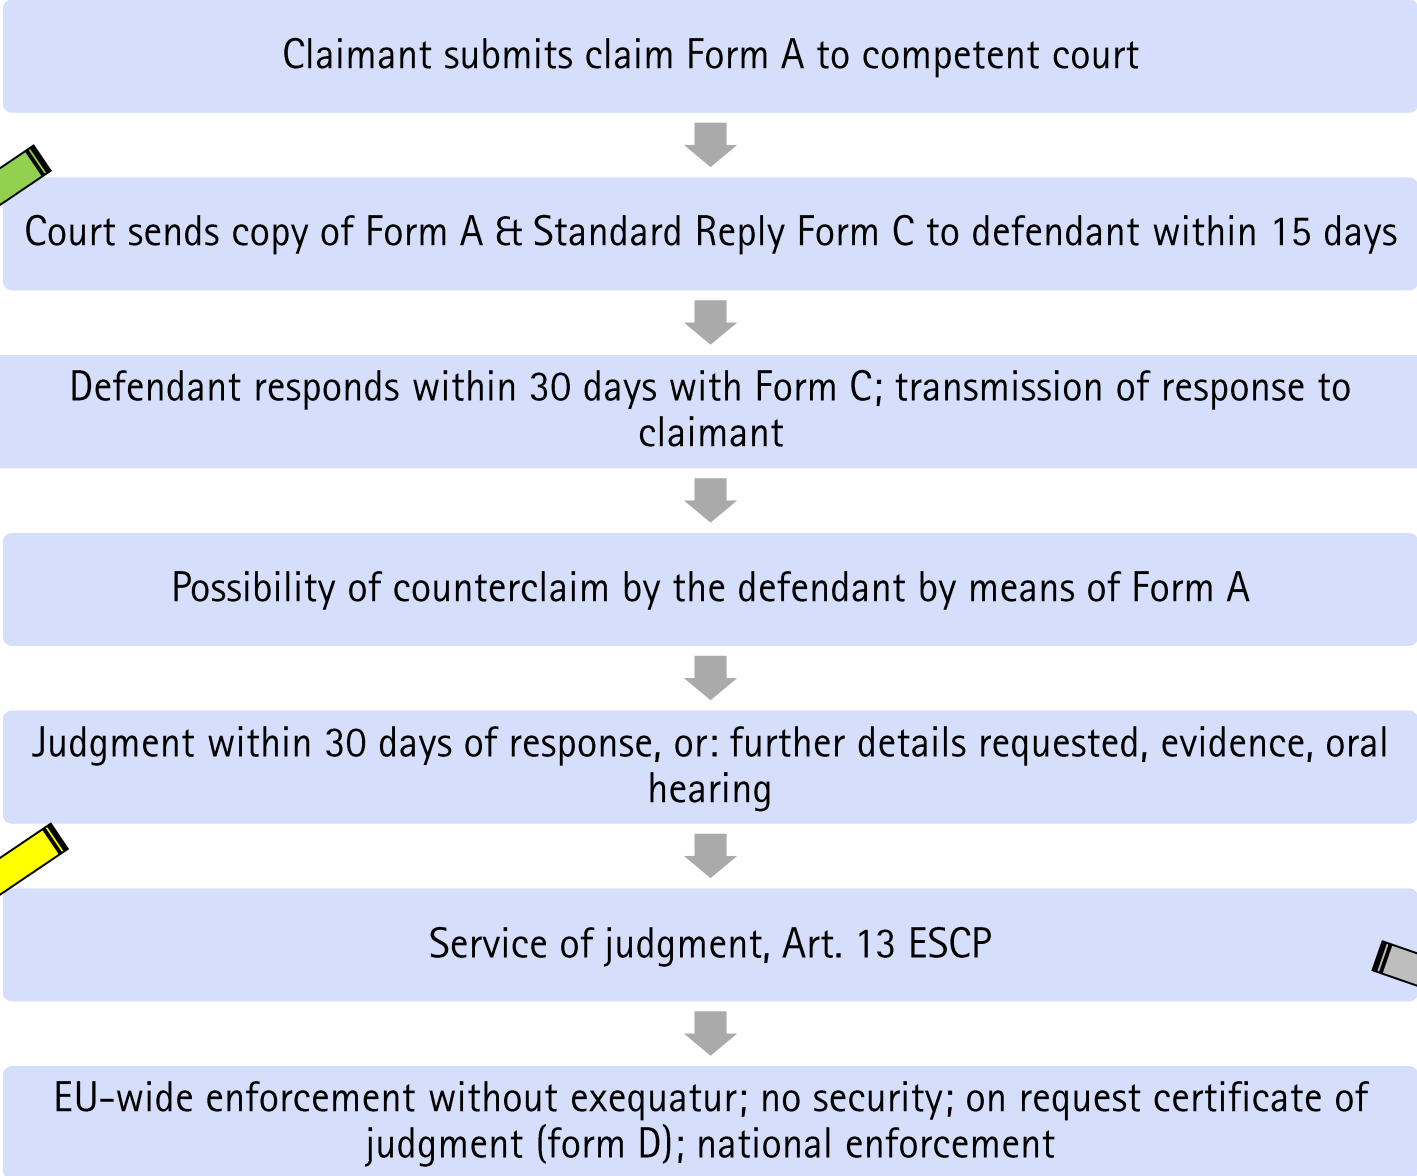 Claimant submits claim Form A to competent court
Court sends copy of Form A & Standard Reply Form C to defendant within 15 days
Defendant responds within 30 days with Form C; transmission of response to
claimant
Possibility of counterclaim by the defendant by means of Form A
Judgment within 30 days of response, or: further details requested, evidence, oral
hearing
Service of judgment, Art. 13 ESCP
EU-wide enforcement without exequatur; no security; on request certificate of
judgment (form D); national enforcement